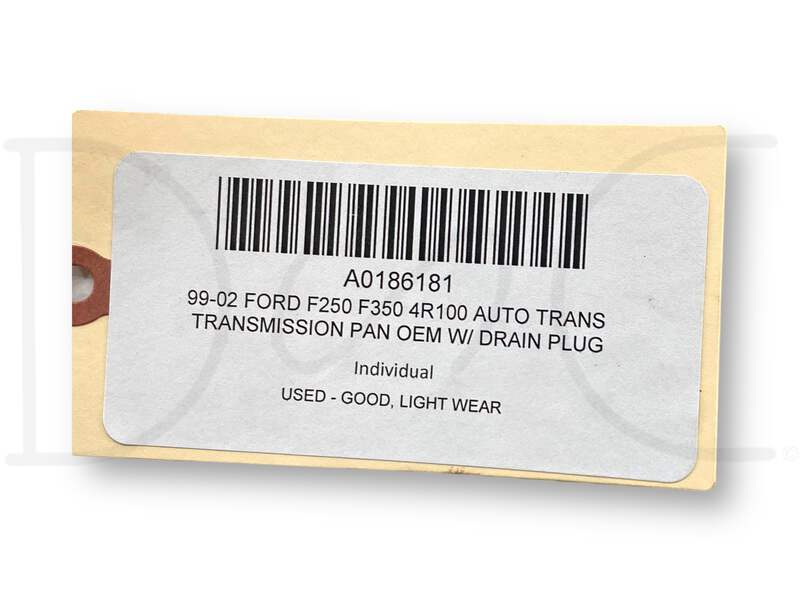 A0186181
99-02 FORD F250 F350 4R100 AUTO TRANS
TRANSMISSION PAN OEM W/ DRAIN PLUG
Individual
USED - GOOD, LIGHT WEAR